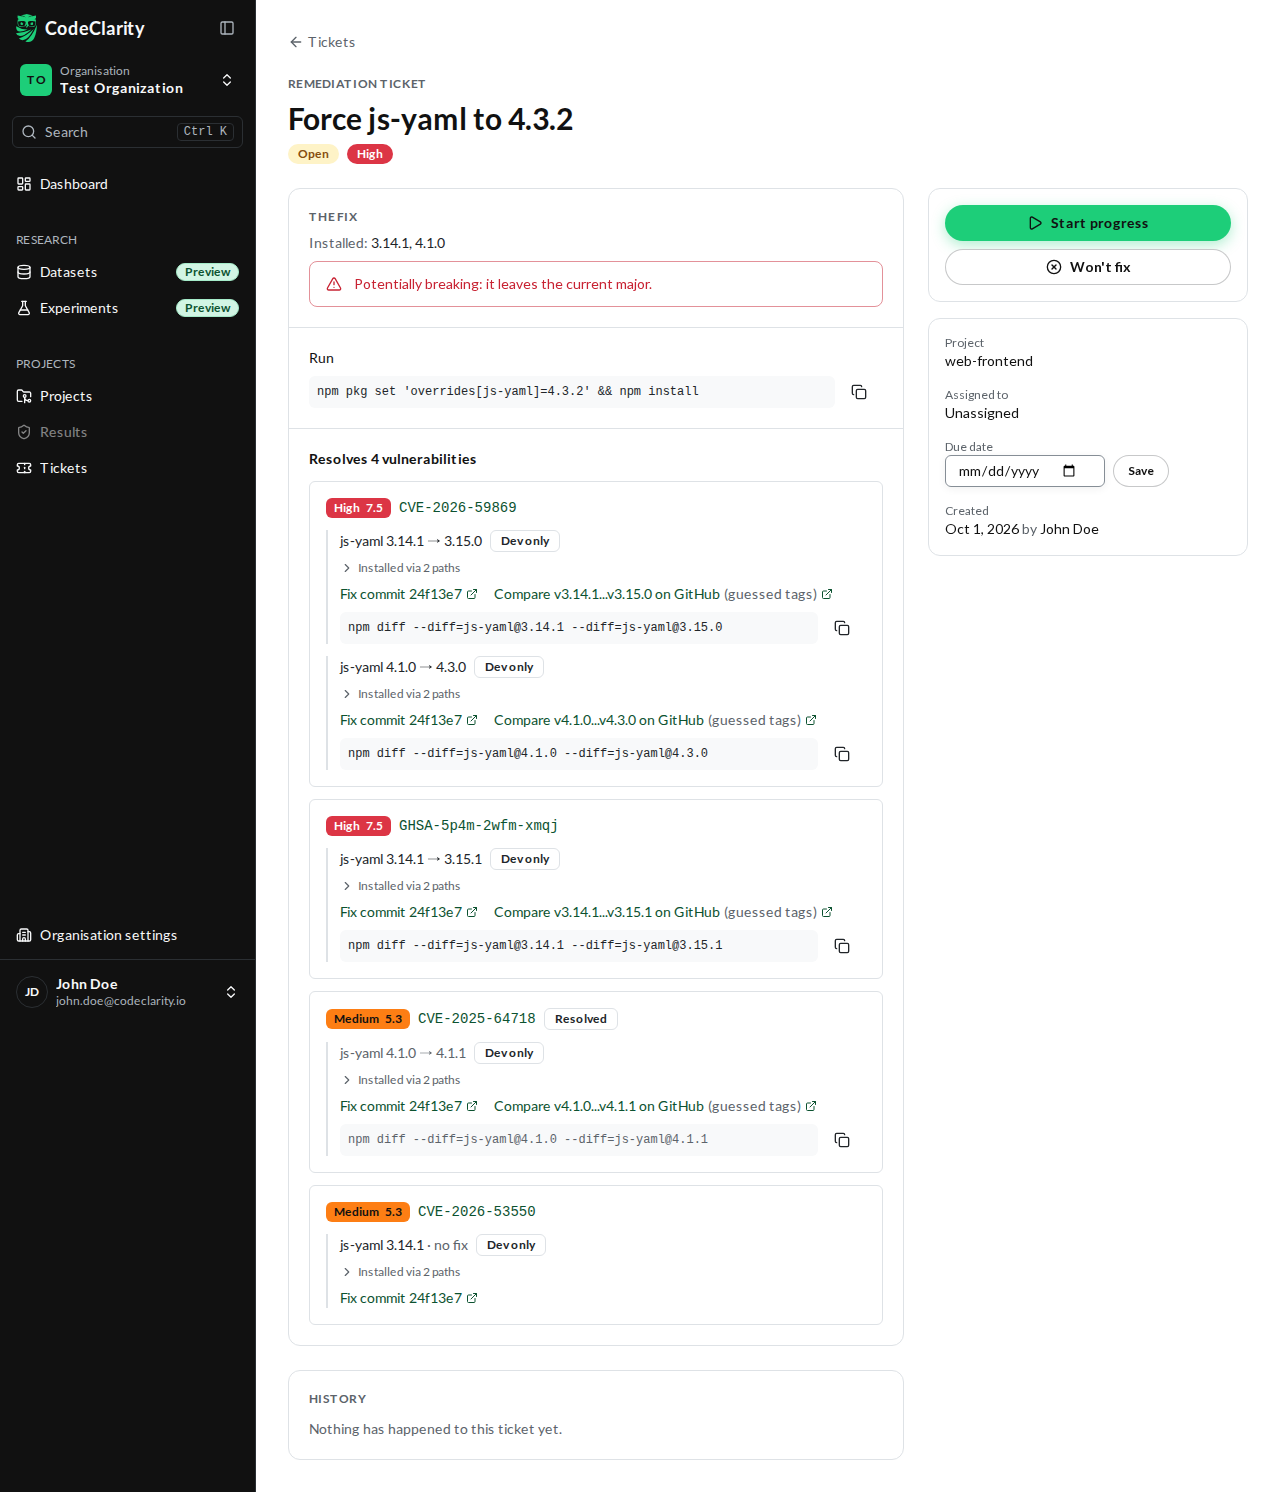 CodeClarity
TO
Organisation
Test Organization
Search
Ctrl K
Dashboard
RESEARCH
Datasets
Preview
Experiments
Preview
PROJECTS
Projects
Results
Tickets
Organisation settings
JD
John Doe
john.doe@codeclarity.io
Tickets
REMEDIATION TICKET
Force js-yaml to 4.3.2
Open
High
THE FIX
Installed: 3.14.1, 4.1.0
Potentially breaking: it leaves the current major.
Run
npm pkg set 'overrides[js-yaml]=4.3.2' && npm install
Resolves 4 vulnerabilities
High 7.5 CVE-2026-59869
js-yaml 3.14.1 → 3.15.0 Dev only
Installed via 2 paths
Fix commit 24f13e7 Compare v3.14.1...v3.15.0 on GitHub (guessed tags)
npm diff --diff=js-yaml@3.14.1 --diff=js-yaml@3.15.0
js-yaml 4.1.0 → 4.3.0 Dev only
Installed via 2 paths
Fix commit 24f13e7 Compare v4.1.0...v4.3.0 on GitHub (guessed tags)
npm diff --diff=js-yaml@4.1.0 --diff=js-yaml@4.3.0
High 7.5 GHSA-5p4m-2wfm-xmqj
js-yaml 3.14.1 → 3.15.1 Dev only
Installed via 2 paths
Fix commit 24f13e7 Compare v3.14.1...v3.15.1 on GitHub (guessed tags)
npm diff --diff=js-yaml@3.14.1 --diff=js-yaml@3.15.1
Medium 5.3 CVE-2025-64718 Resolved
js-yaml 4.1.0 → 4.1.1 Dev only
Installed via 2 paths
Fix commit 24f13e7 Compare v4.1.0...v4.1.1 on GitHub (guessed tags)
npm diff --diff=js-yaml@4.1.0 --diff=js-yaml@4.1.1
Medium 5.3 CVE-2026-53550
js-yaml 3.14.1 · no fix Dev only
Installed via 2 paths
Fix commit 24f13e7
HISTORY
Nothing has happened to this ticket yet.
Start progress
Won't fix
Project
web-frontend
Assigned to
Unassigned
Due date
mm/dd/yyyy
Save
Created
Oct 1, 2026 by John Doe